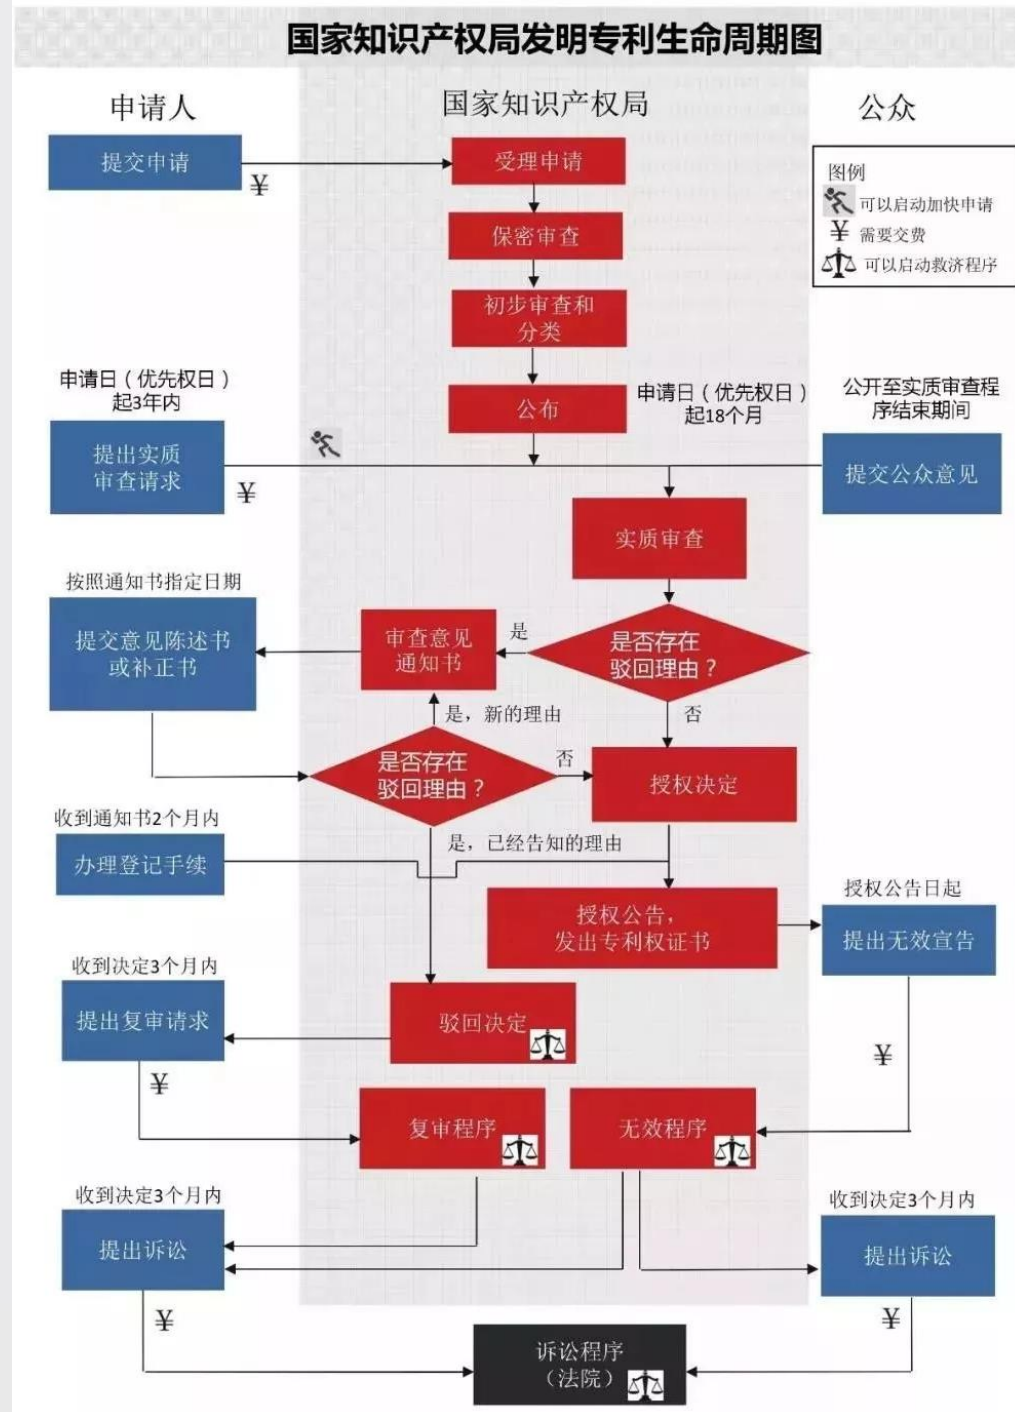 国家知识产权局发明专利生命周期图
申请人
国家知识产权局
公众
提交申请
¥
受理申请
图例
可以启动加快申请
¥ 需要交费
可以启动救济程序
保密审查
初步审查和
分类
申请日（优先权日）
起3年内
公布
申请日（优先权日）
起18个月
公开至实质审查程
序结束期间
提出实质
审查请求
¥
提交公众意见
实质审查
按照通知书指定日期
提交意见陈述书
或补正书
审查意见
通知书
是
是否存在
驳回理由？
是，新的理由
否
是否存在
驳回理由？
否
授权决定
收到通知书2个月内
办理登记手续
是，已经告知的理由
授权公告，
发出专利权证书
授权公告日起
提出无效宣告
收到决定3个月内
提出复审请求
驳回决定
¥
¥
复审程序
无效程序
收到决定3个月内
提出诉讼
收到决定3个月内
提出诉讼
¥
¥
诉讼程序
（法院）